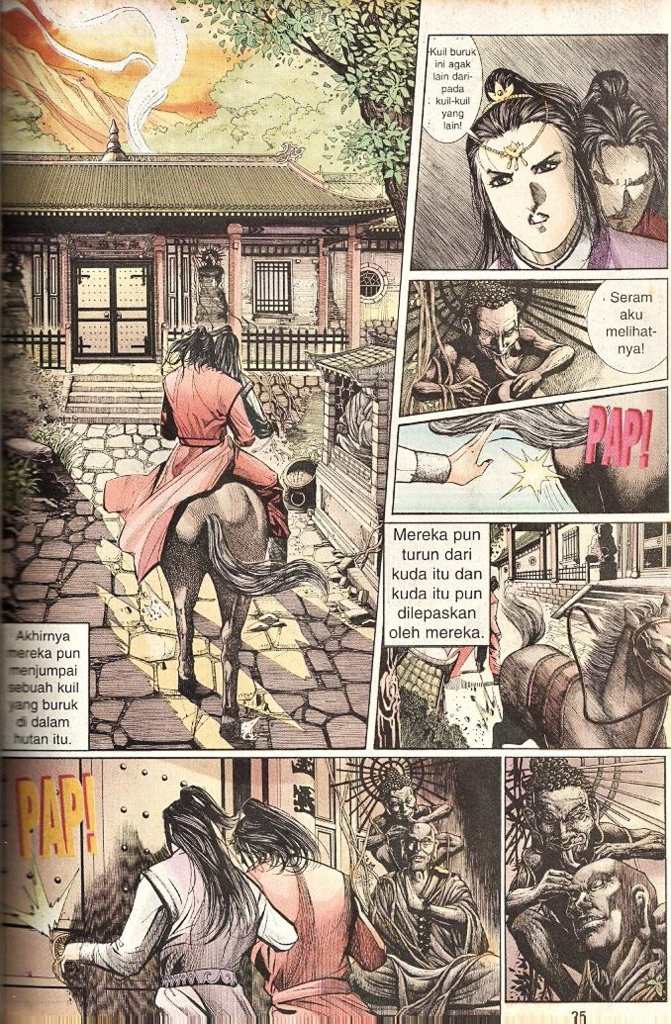 Akhirnya
mereka pun
menjumpai
sebuah kuil
yang buruk
di dalam
hutan itu.
Kuil buruk
ini agak
lain dari-
pada
kuil-kuil
yang
lain!
Seram
aku
melihat-
nya!
PAP!
Mereka pun
turun dari
kuda itu dan
kuda itu pun
dilepaskan
oleh mereka.
PAP!
75